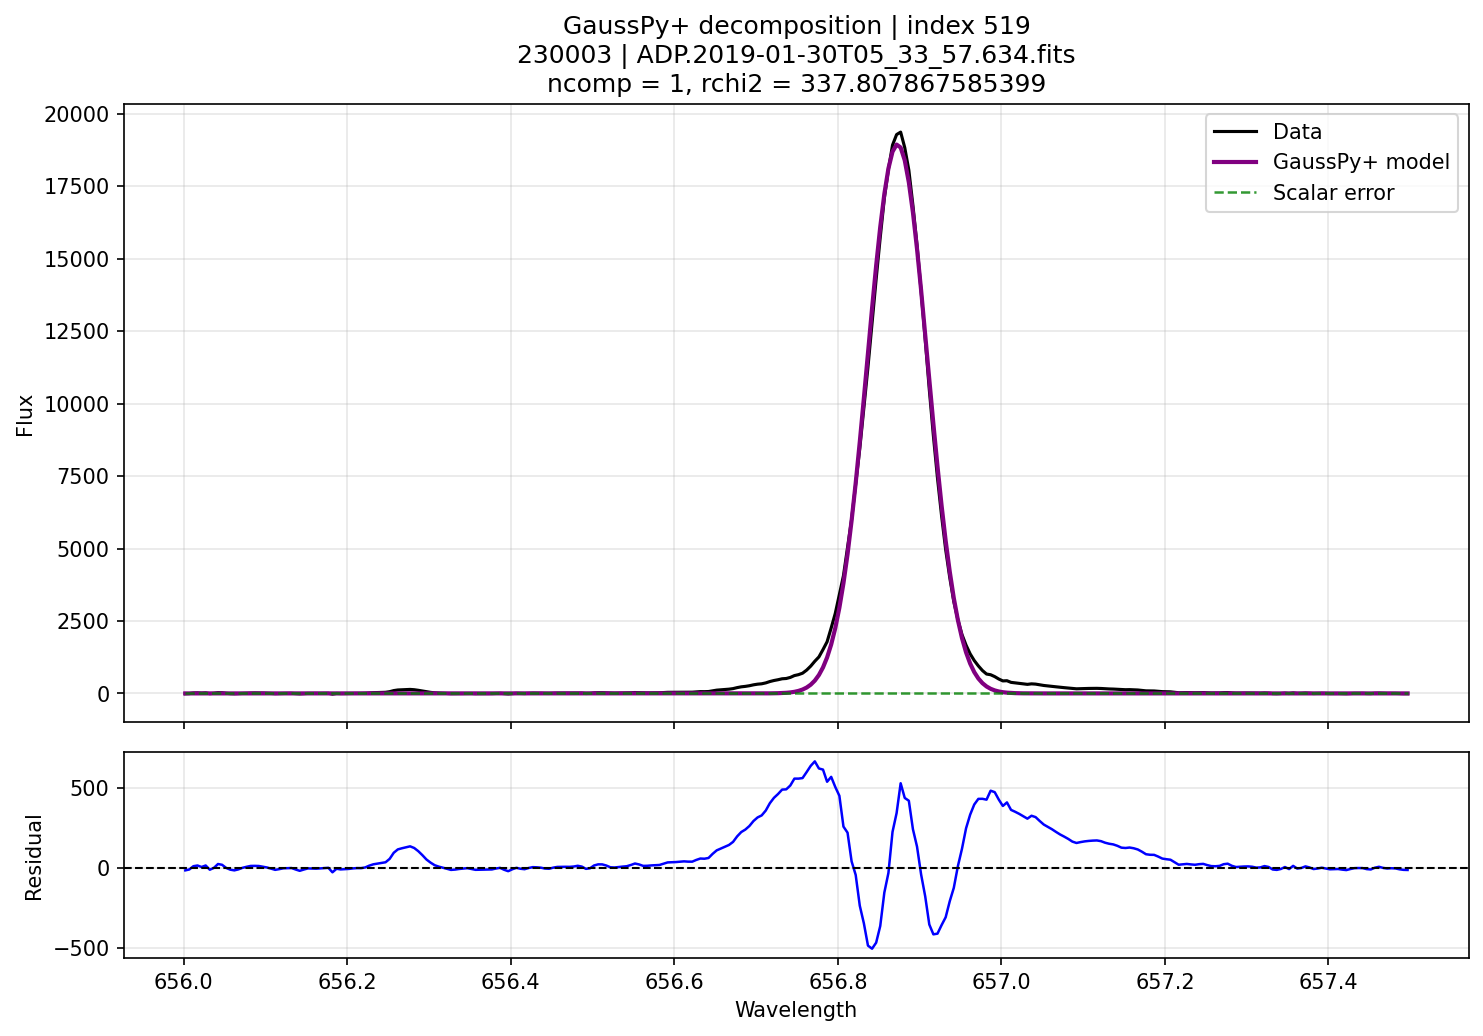 GaussPy+ decomposition | index 519
230003 | ADP.2019-01-30T05_33_57.634.fits
ncomp = 1, rchi2 = 337.807867585399
20000
17500
15000
12500
10000
7500
5000
2500
0
Flux
Data
GaussPy+ model
Scalar error
500
0
−500
Residual
656.0
656.2
656.4
656.6
656.8
657.0
657.2
657.4
Wavelength